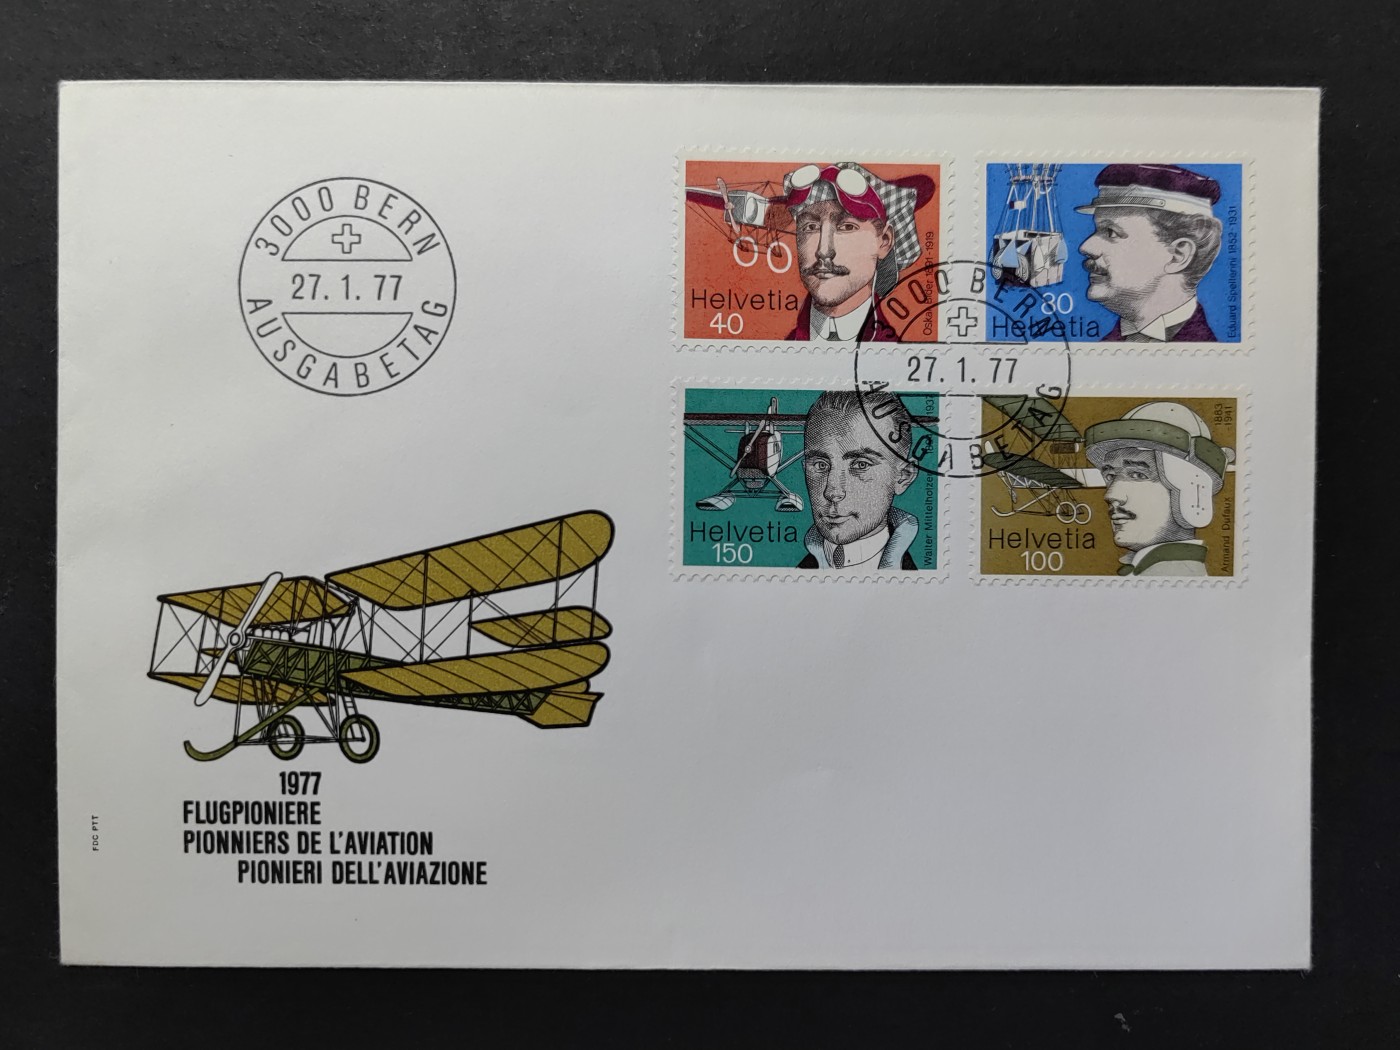 3000 BERN
27. 1. 77
AUSGABETAG
Helvetia
40
Oskar Bider 1891-1919
80
Helvetia
Eduard Spelterini 1852-1931
3000 BERN
27. 1. 77
AUSGABETAG
Helvetia
150
Walter Mittelholzer
1937
Helvetia
100
Armand Dufaux
1883
-1941
1977
FLUGPIONIERE
PIONNIERS DE L'AVIATION
PIONIERI DELL'AVIAZIONE
FDC PTT